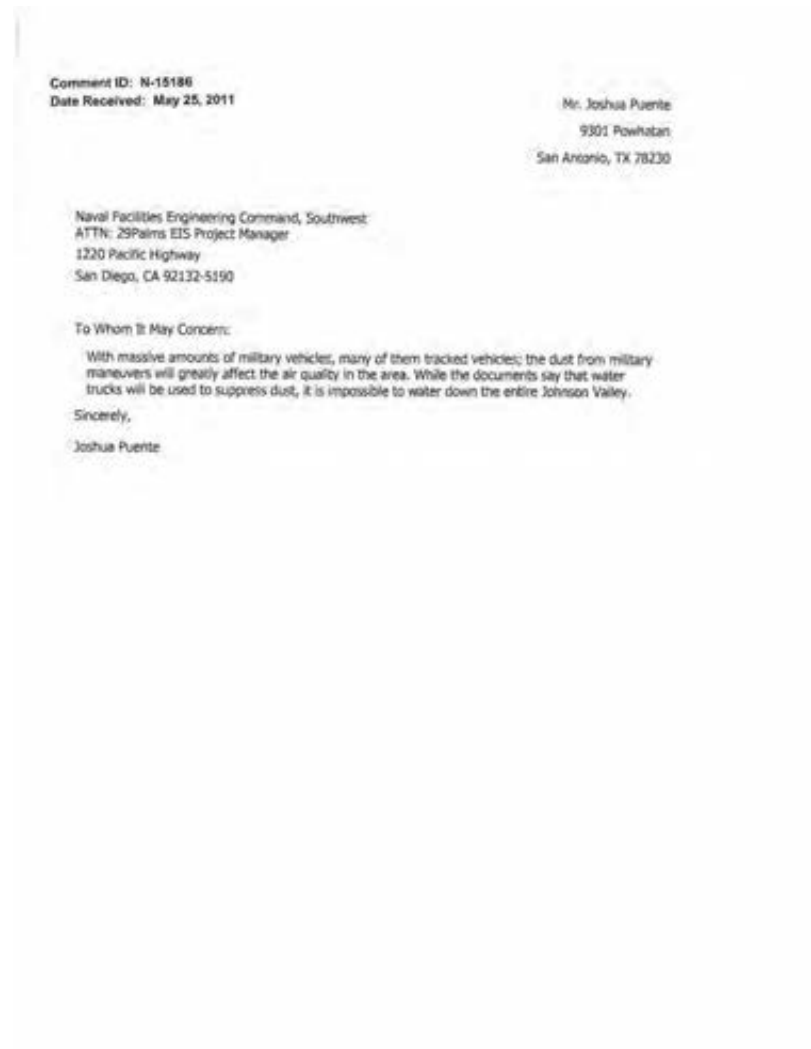 Comment ID: N-15186
Date Received: May 25, 2011
Mr. Joshua Puente
9301 Powhatan
San Antonio, TX 78230
Naval Facilities Engineering Command, Southwest
ATTN: 29Palms EIS Project Manager
1220 Pacific Highway
San Diego, CA 92132-5190
To Whom It May Concern:
With massive amounts of military vehicles, many of them tracked vehicles; the dust from military
maneuvers will greatly affect the air quality in the area. While the documents say that water
trucks will be used to suppress dust, it is impossible to water down the entire Johnson Valley.
Sincerely,
Joshua Puente